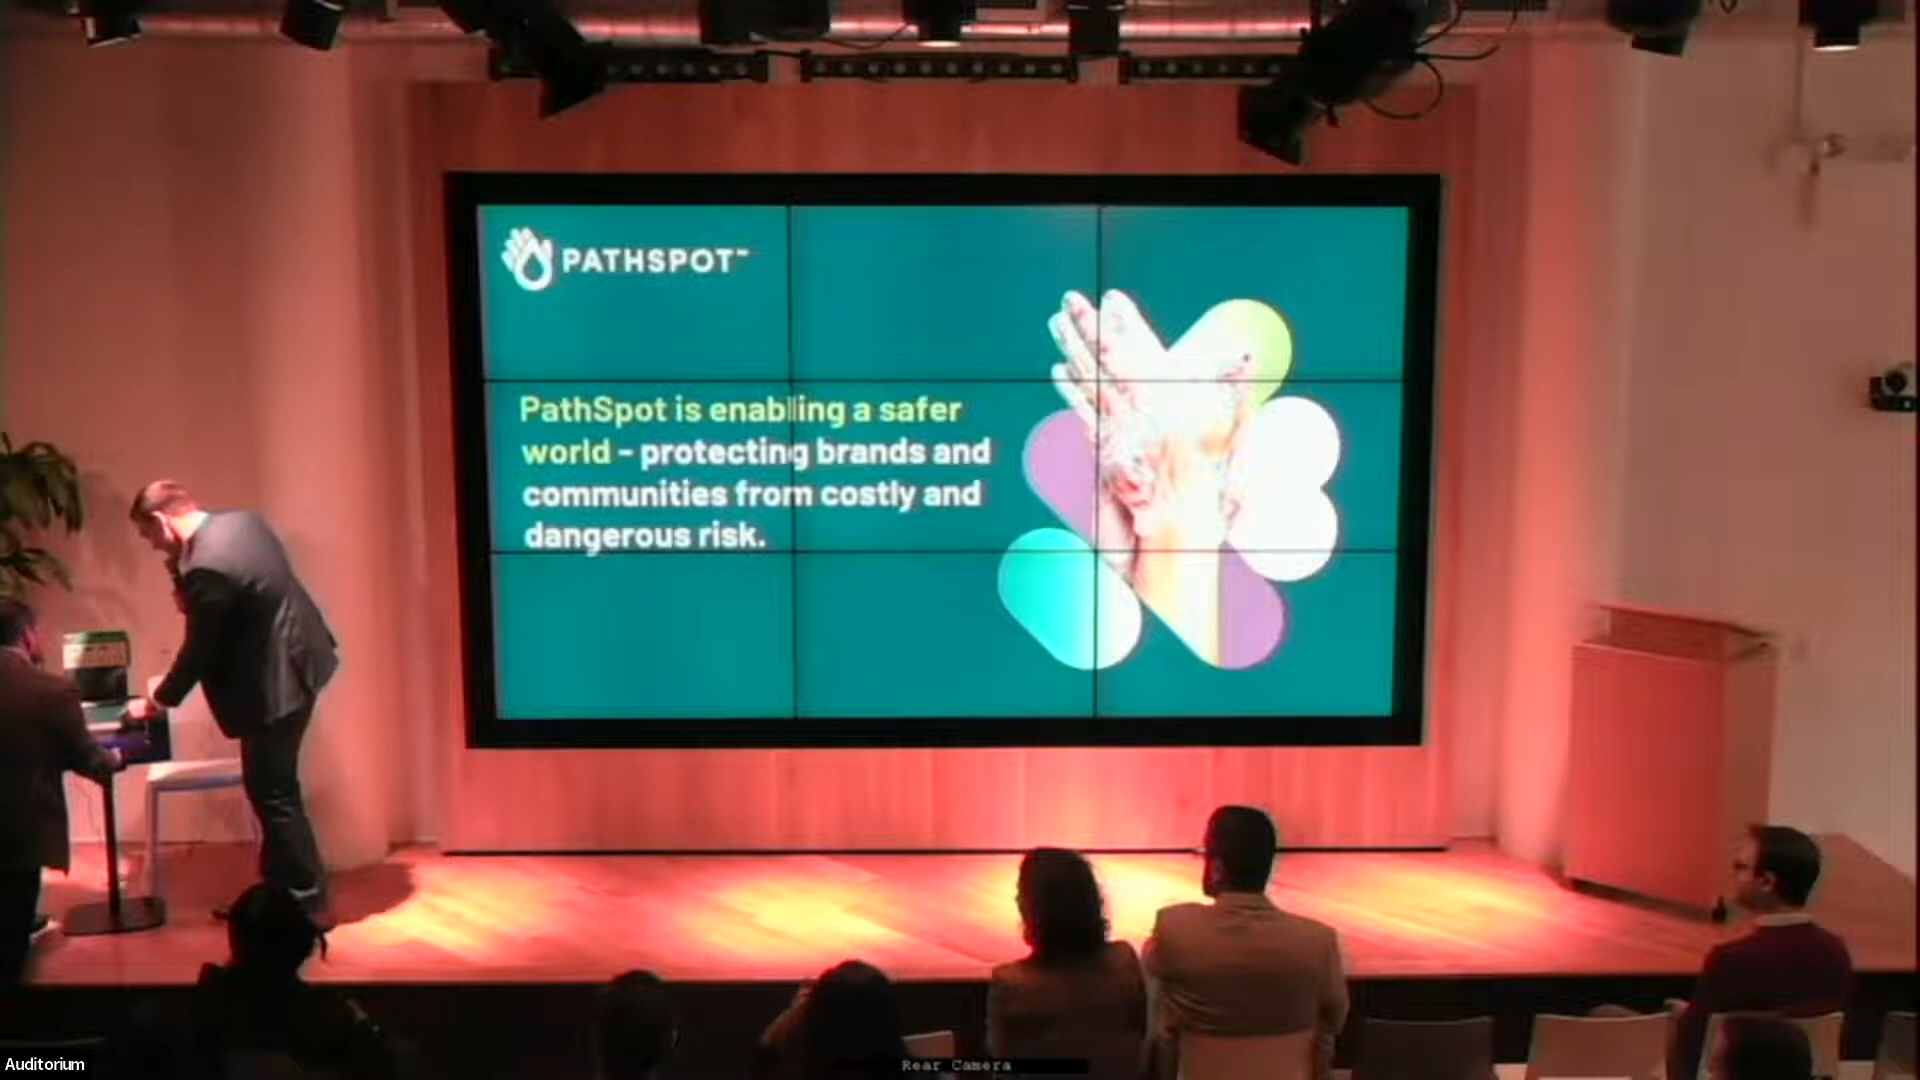 PATHSPOT™
PathSpot is enabling a safer
world – protecting brands and
communities from costly and
dangerous risk.
Auditorium
Rear Camera